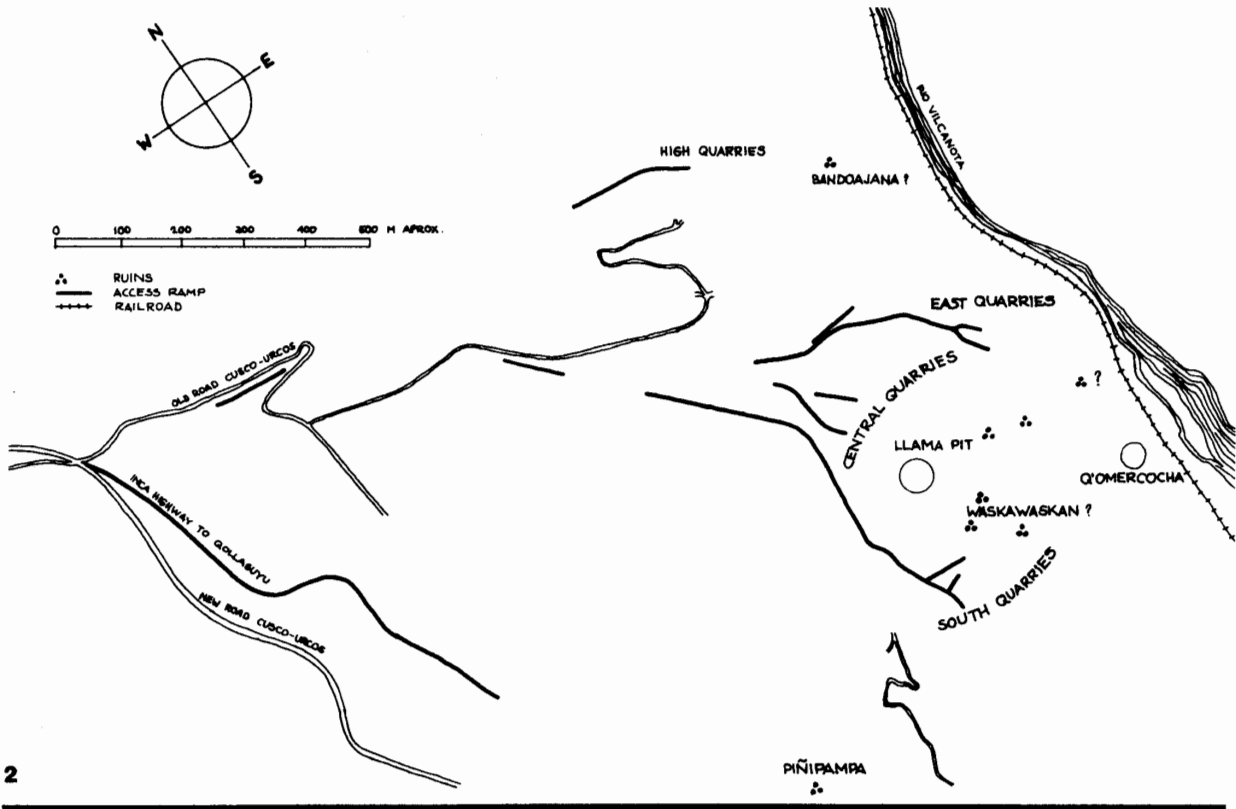 N
E
W
S
HIGH QUARRIES
RIO VILCANOTA
BANDOAJANA?
0 100 200 300 400 500 M APROX.
RUINS
ACCESS RAMP
RAILROAD
EAST QUARRIES
OLD ROAD CUSCO-URCOS
CENTRAL QUARRIES
?
LLAMA PIT
Q'OMERCOCHA
INCA HIGHWAY TO QOLLASUYU
WASKAWASKAN?
NEW ROAD CUSCO-URCOS
SOUTH QUARRIES
PIÑIPAMPA
2